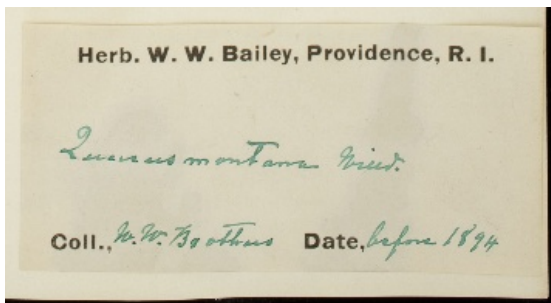 Herb. W. W. Bailey, Providence, R. I.
Quercus montana Willd.
Coll., W. W. Date, before 1894